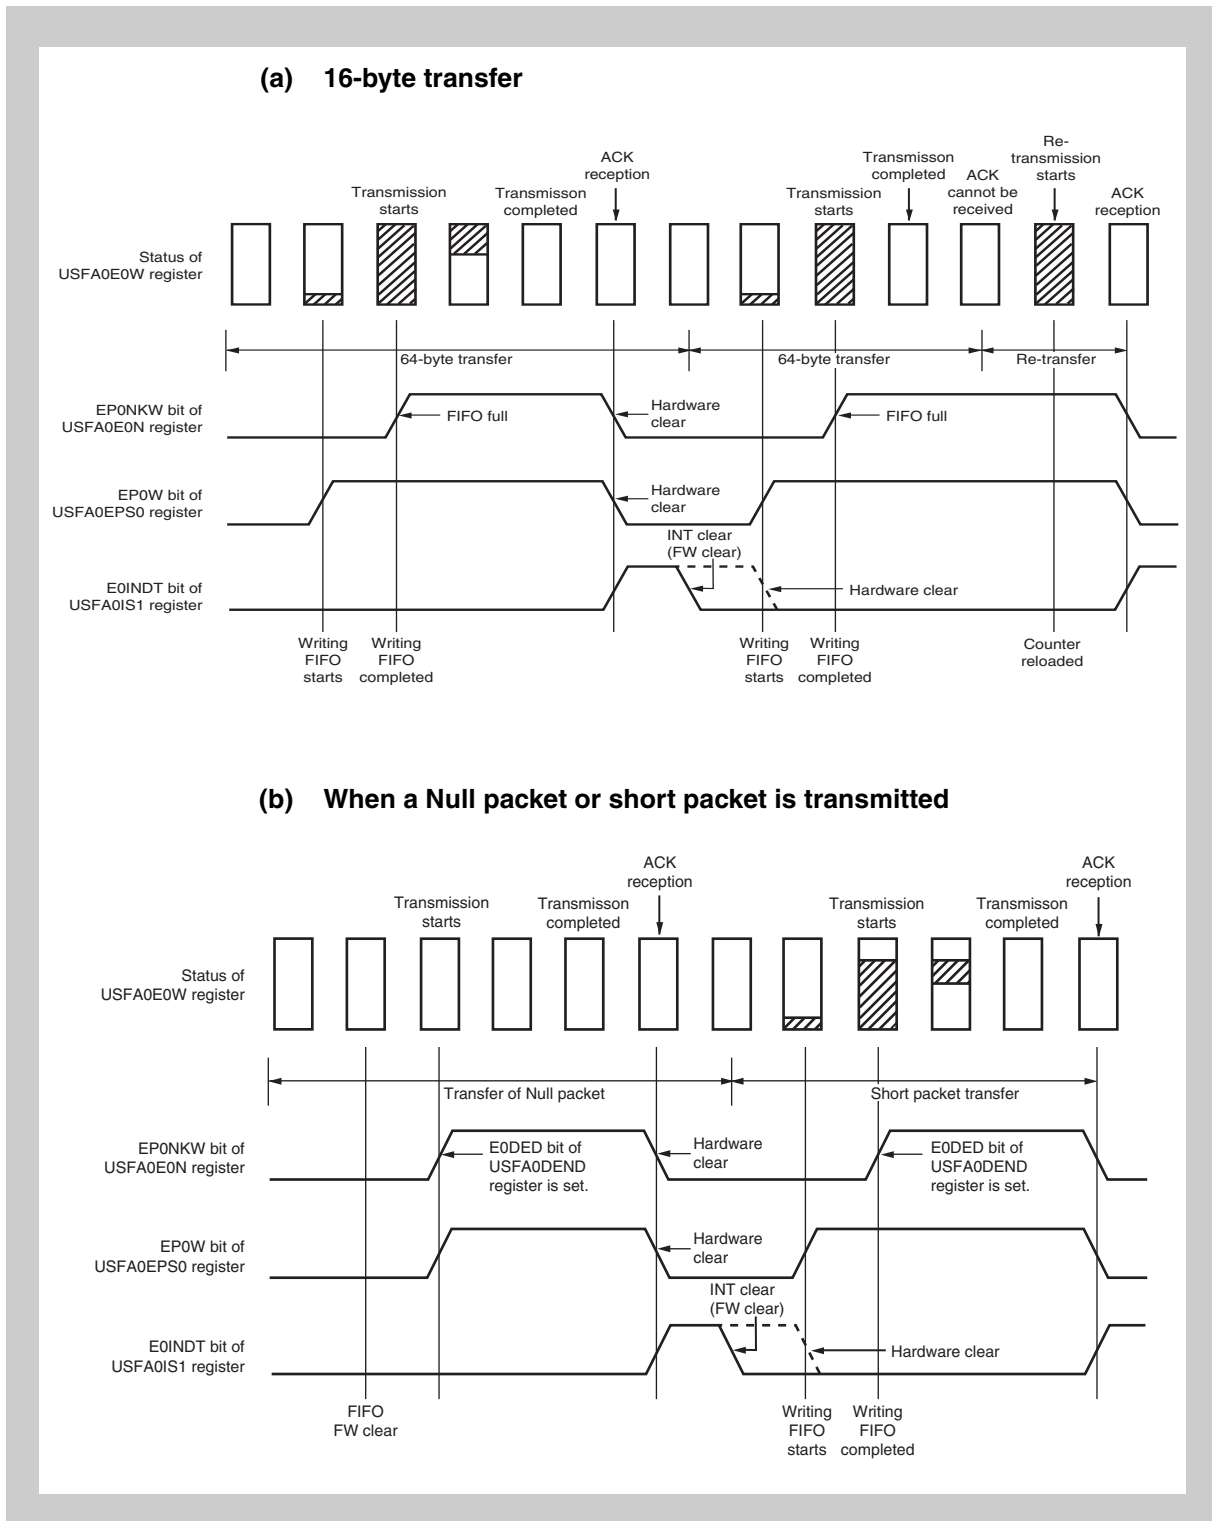 (a) 16-byte transfer
Re-
ACK
Transmisson
transmission
reception
completed
ACK
starts
Transmission
Transmisson
Transmission
cannot be
ACK
starts
completed
starts
received
reception
Status of
USFA0E0W register
64-byte transfer
64-byte transfer
Re-transfer
EP0NKW bit of
USFA0E0N register
FIFO full
Hardware
clear
FIFO full
EP0W bit of
USFA0EPS0 register
Hardware
clear
INT clear
(FW clear)
E0INDT bit of
USFA0IS1 register
Hardware clear
Writing
FIFO
starts
Writing
FIFO
completed
Writing
FIFO
starts
Writing
FIFO
completed
Counter
reloaded
(b) When a Null packet or short packet is transmitted
ACK
reception
ACK
reception
Transmission
starts
Transmisson
completed
Transmission
starts
Transmisson
completed
Status of
USFA0E0W register
Transfer of Null packet
Short packet transfer
EP0NKW bit of
USFA0E0N register
E0DED bit of
USFA0DEND
register is set.
Hardware
clear
E0DED bit of
USFA0DEND
register is set.
EP0W bit of
USFA0EPS0 register
Hardware
clear
INT clear
(FW clear)
E0INDT bit of
USFA0IS1 register
Hardware clear
FIFO
FW clear
Writing
FIFO
starts
Writing
FIFO
completed